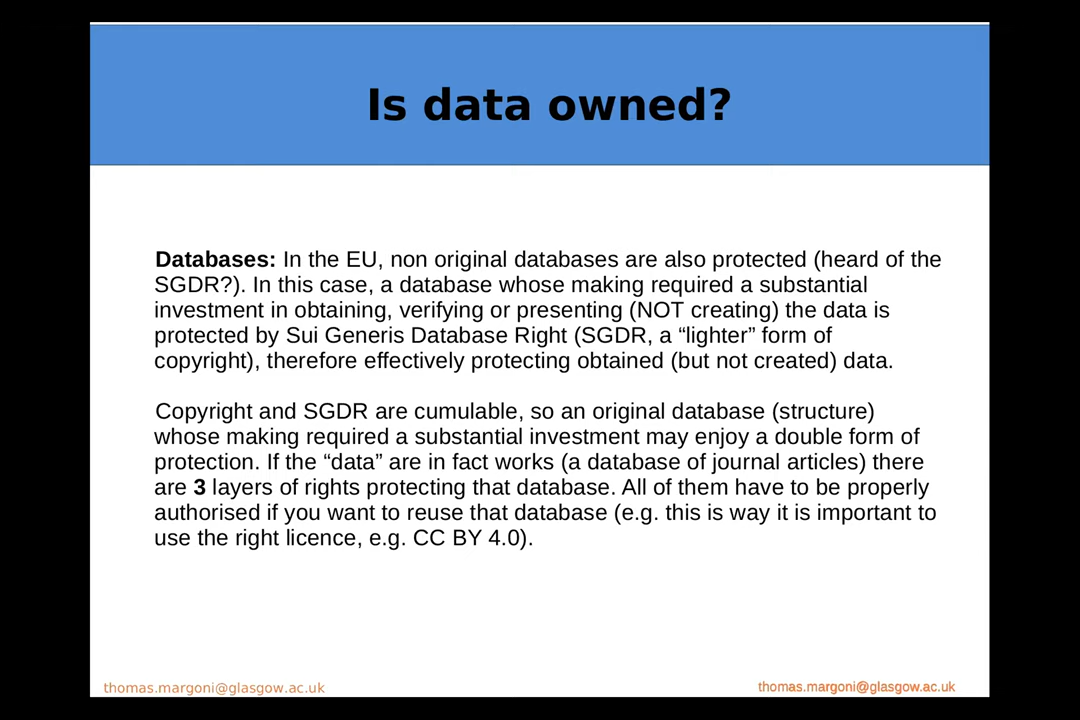 Is data owned?
Databases: In the EU, non original databases are also protected (heard of the
SGDR?). In this case, a database whose making required a substantial
investment in obtaining, verifying or presenting (NOT creating) the data is
protected by Sui Generis Database Right (SGDR, a “lighter” form of
copyright), therefore effectively protecting obtained (but not created) data.
Copyright and SGDR are cumulable, so an original database (structure)
whose making required a substantial investment may enjoy a double form of
protection. If the “data” are in fact works (a database of journal articles) there
are 3 layers of rights protecting that database. All of them have to be properly
authorised if you want to reuse that database (e.g. this is way it is important to
use the right licence, e.g. CC BY 4.0).
thomas.margoni@glasgow.ac.uk
thomas.margoni@glasgow.ac.uk